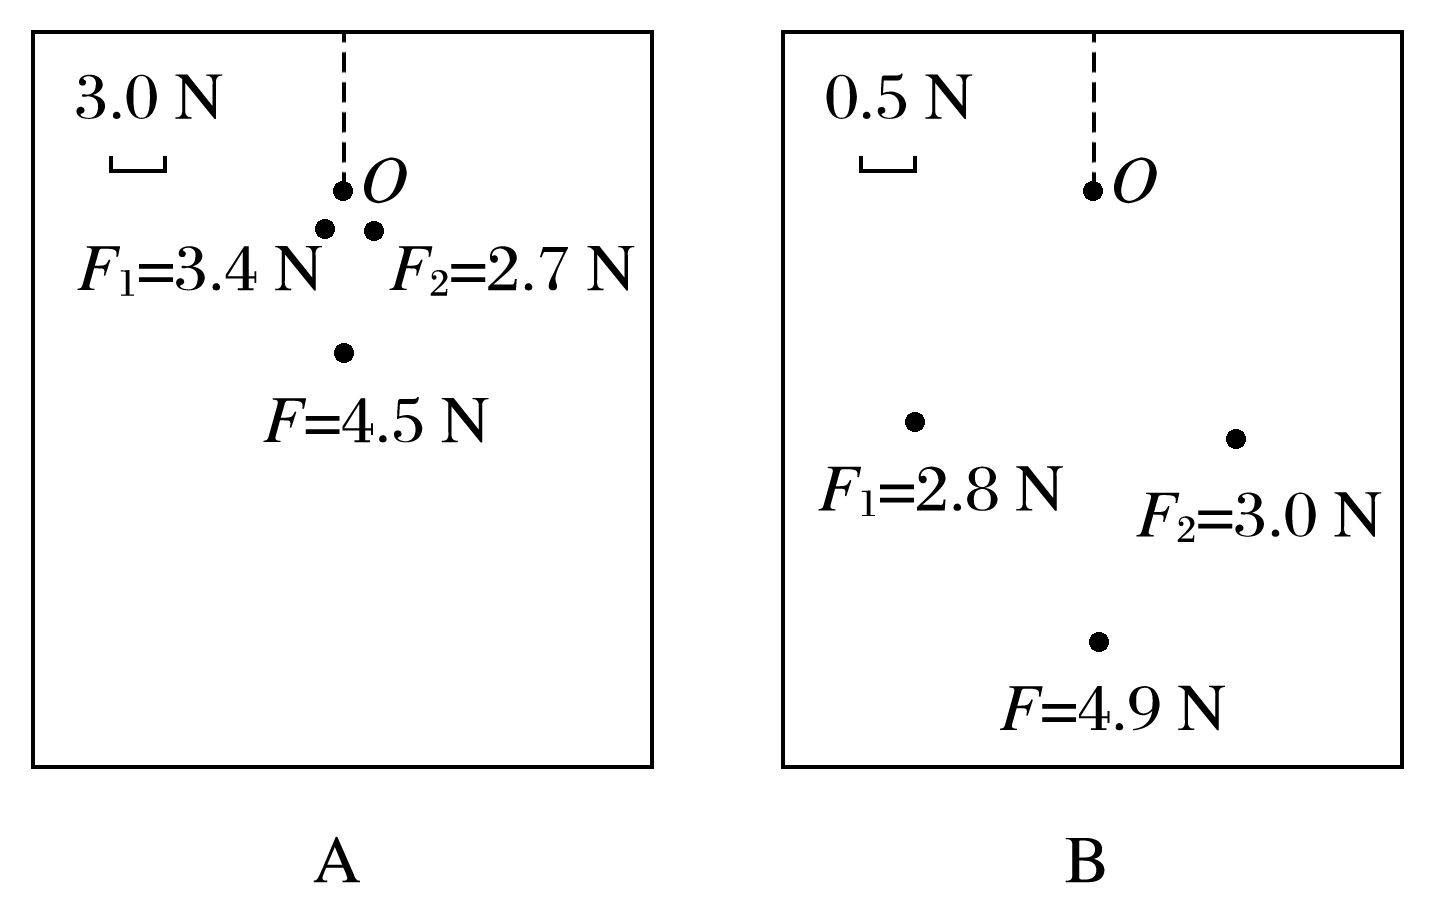 3.0 N
O
F₁=3.4 N
F₂=2.7 N
F=4.5 N
A
0.5 N
O
F₁=2.8 N
F₂=3.0 N
F=4.9 N
B